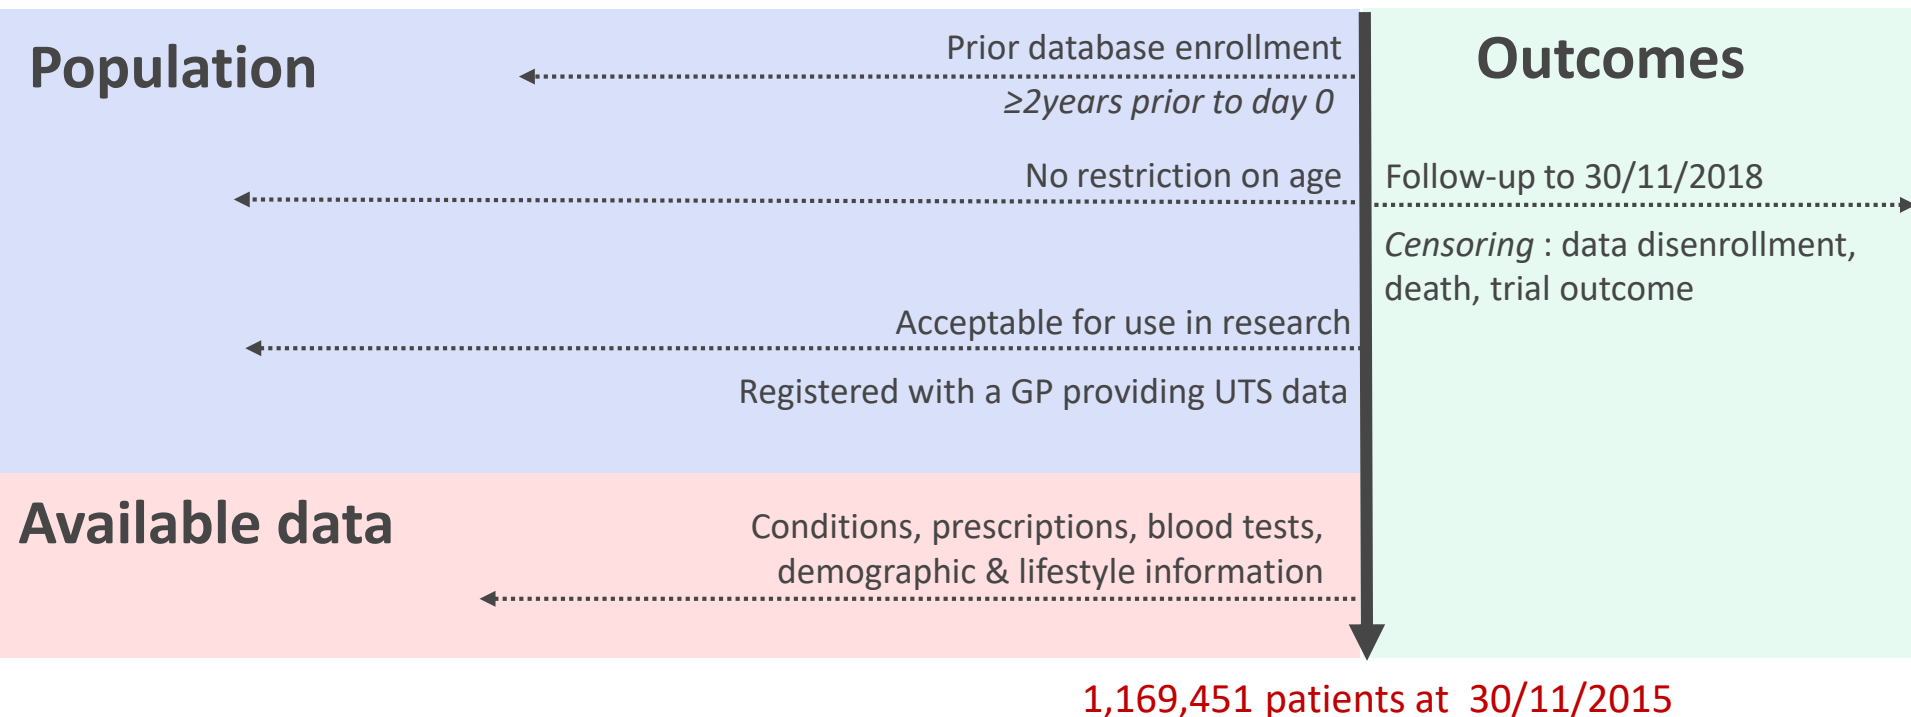 Population
Prior database enrollment
≥2years prior to day 0
No restriction on age
Acceptable for use in research
Registered with a GP providing UTS data
Available data
Conditions, prescriptions, blood tests,
demographic & lifestyle information
Outcomes
Follow-up to 30/11/2018
Censoring : data disenrollment,
death, trial outcome
1,169,451 patients at 30/11/2015